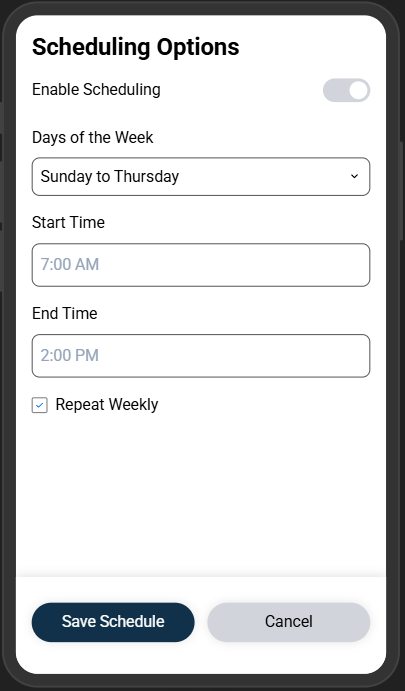 Scheduling Options
Enable Scheduling
Days of the Week
Sunday to Thursday
Start Time
7:00 AM
End Time
2:00 PM
Repeat Weekly
Save Schedule Cancel